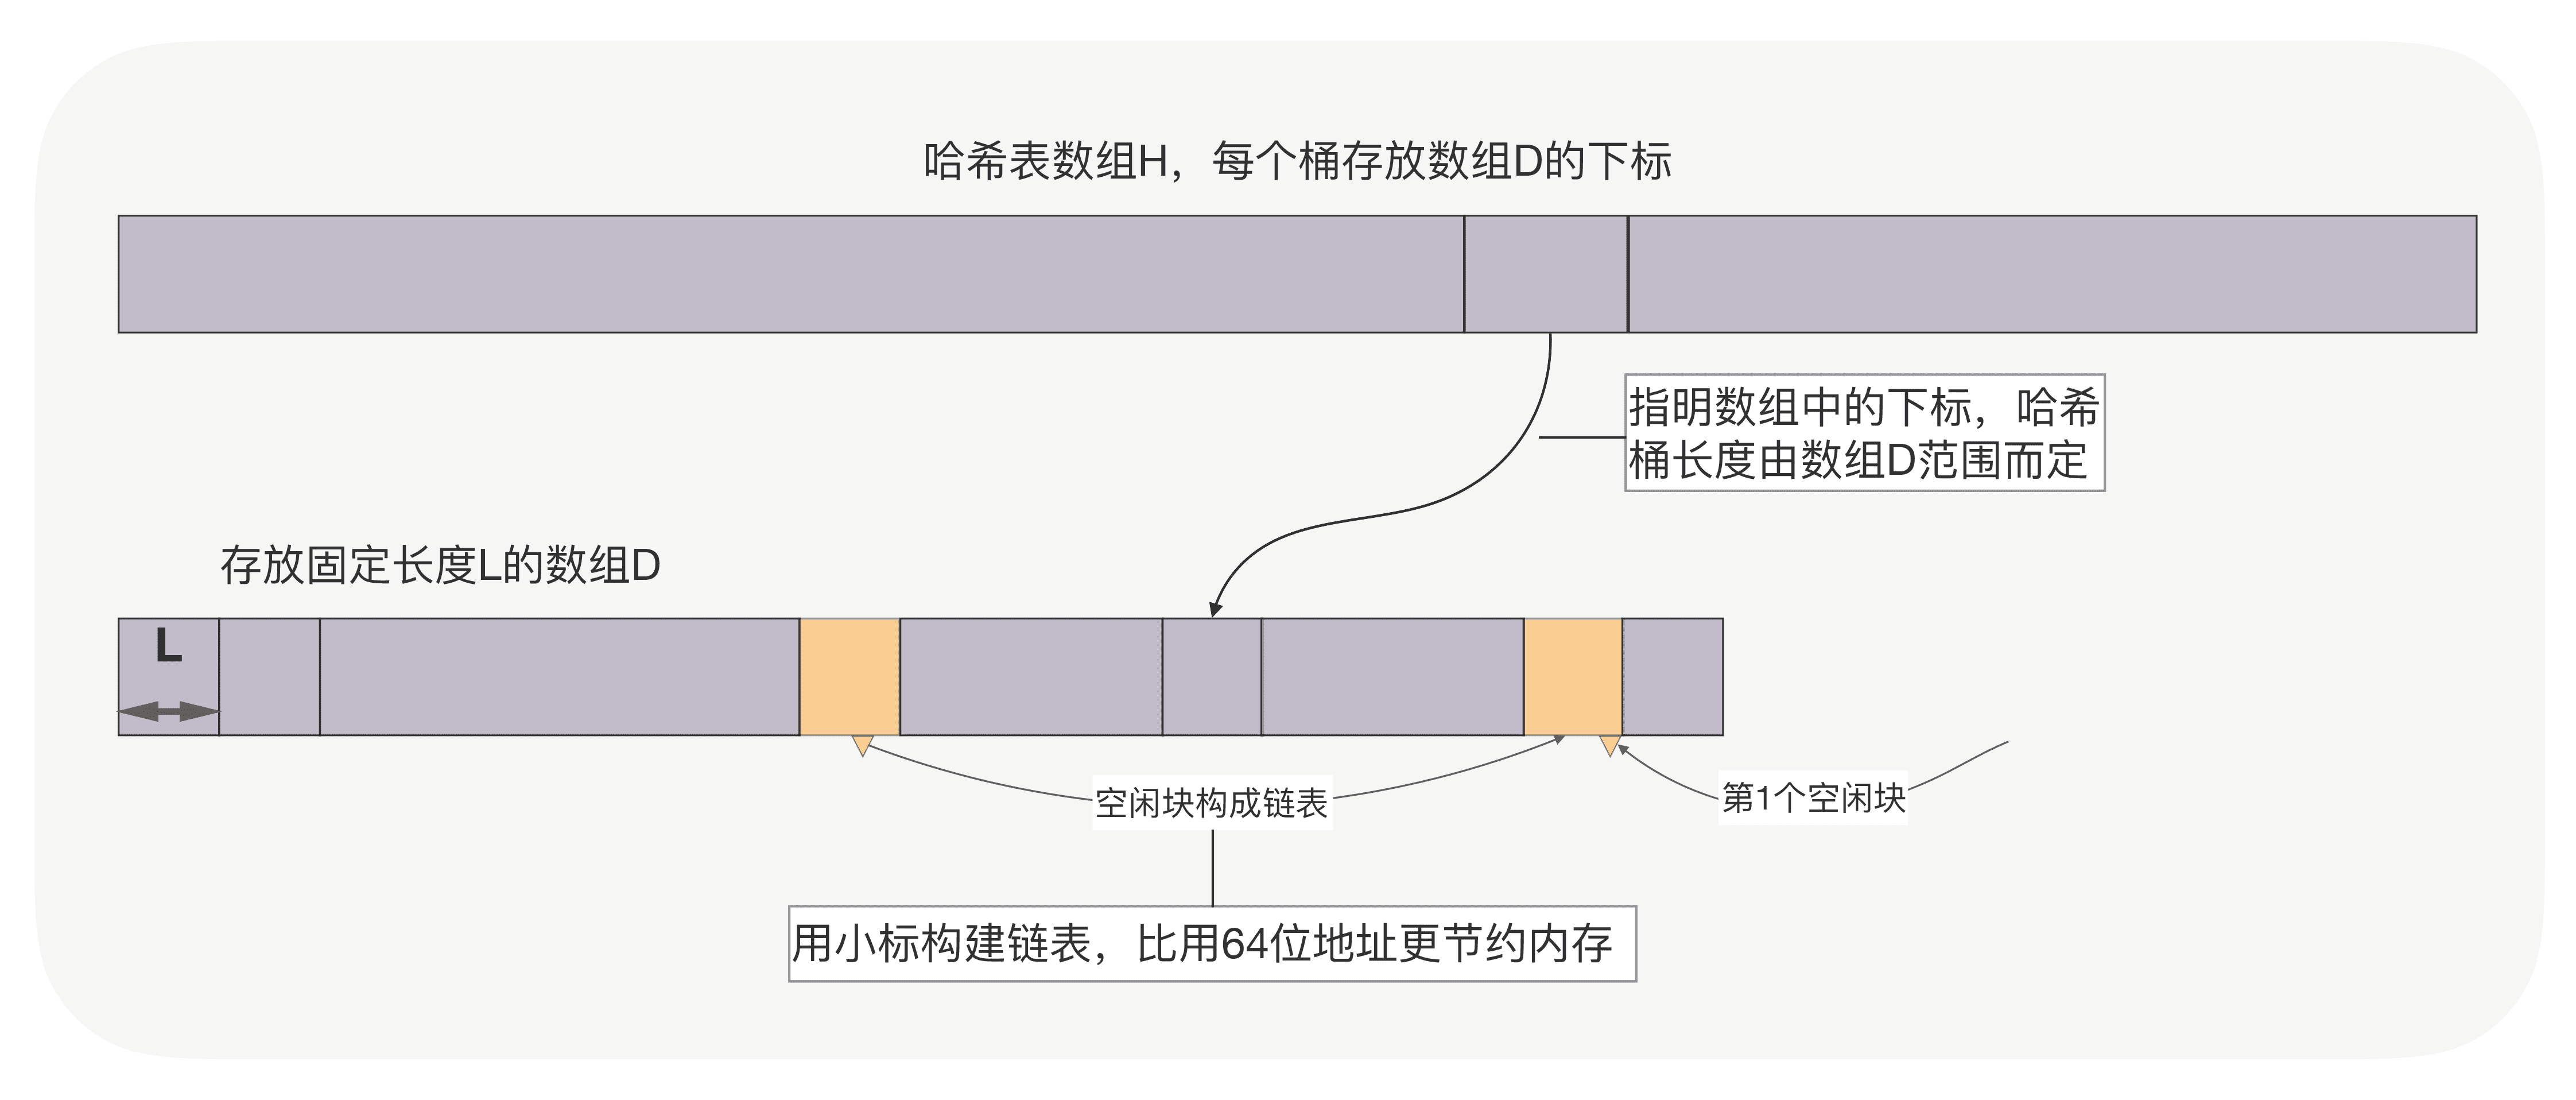 哈希表数组H，每个桶存放数组D的下标
指明数组中的下标，哈希
桶长度由数组D范围而定
存放固定长度L的数组D
L
空闲块构成链表
第1个空闲块
用小标构建链表，比用64位地址更节约内存